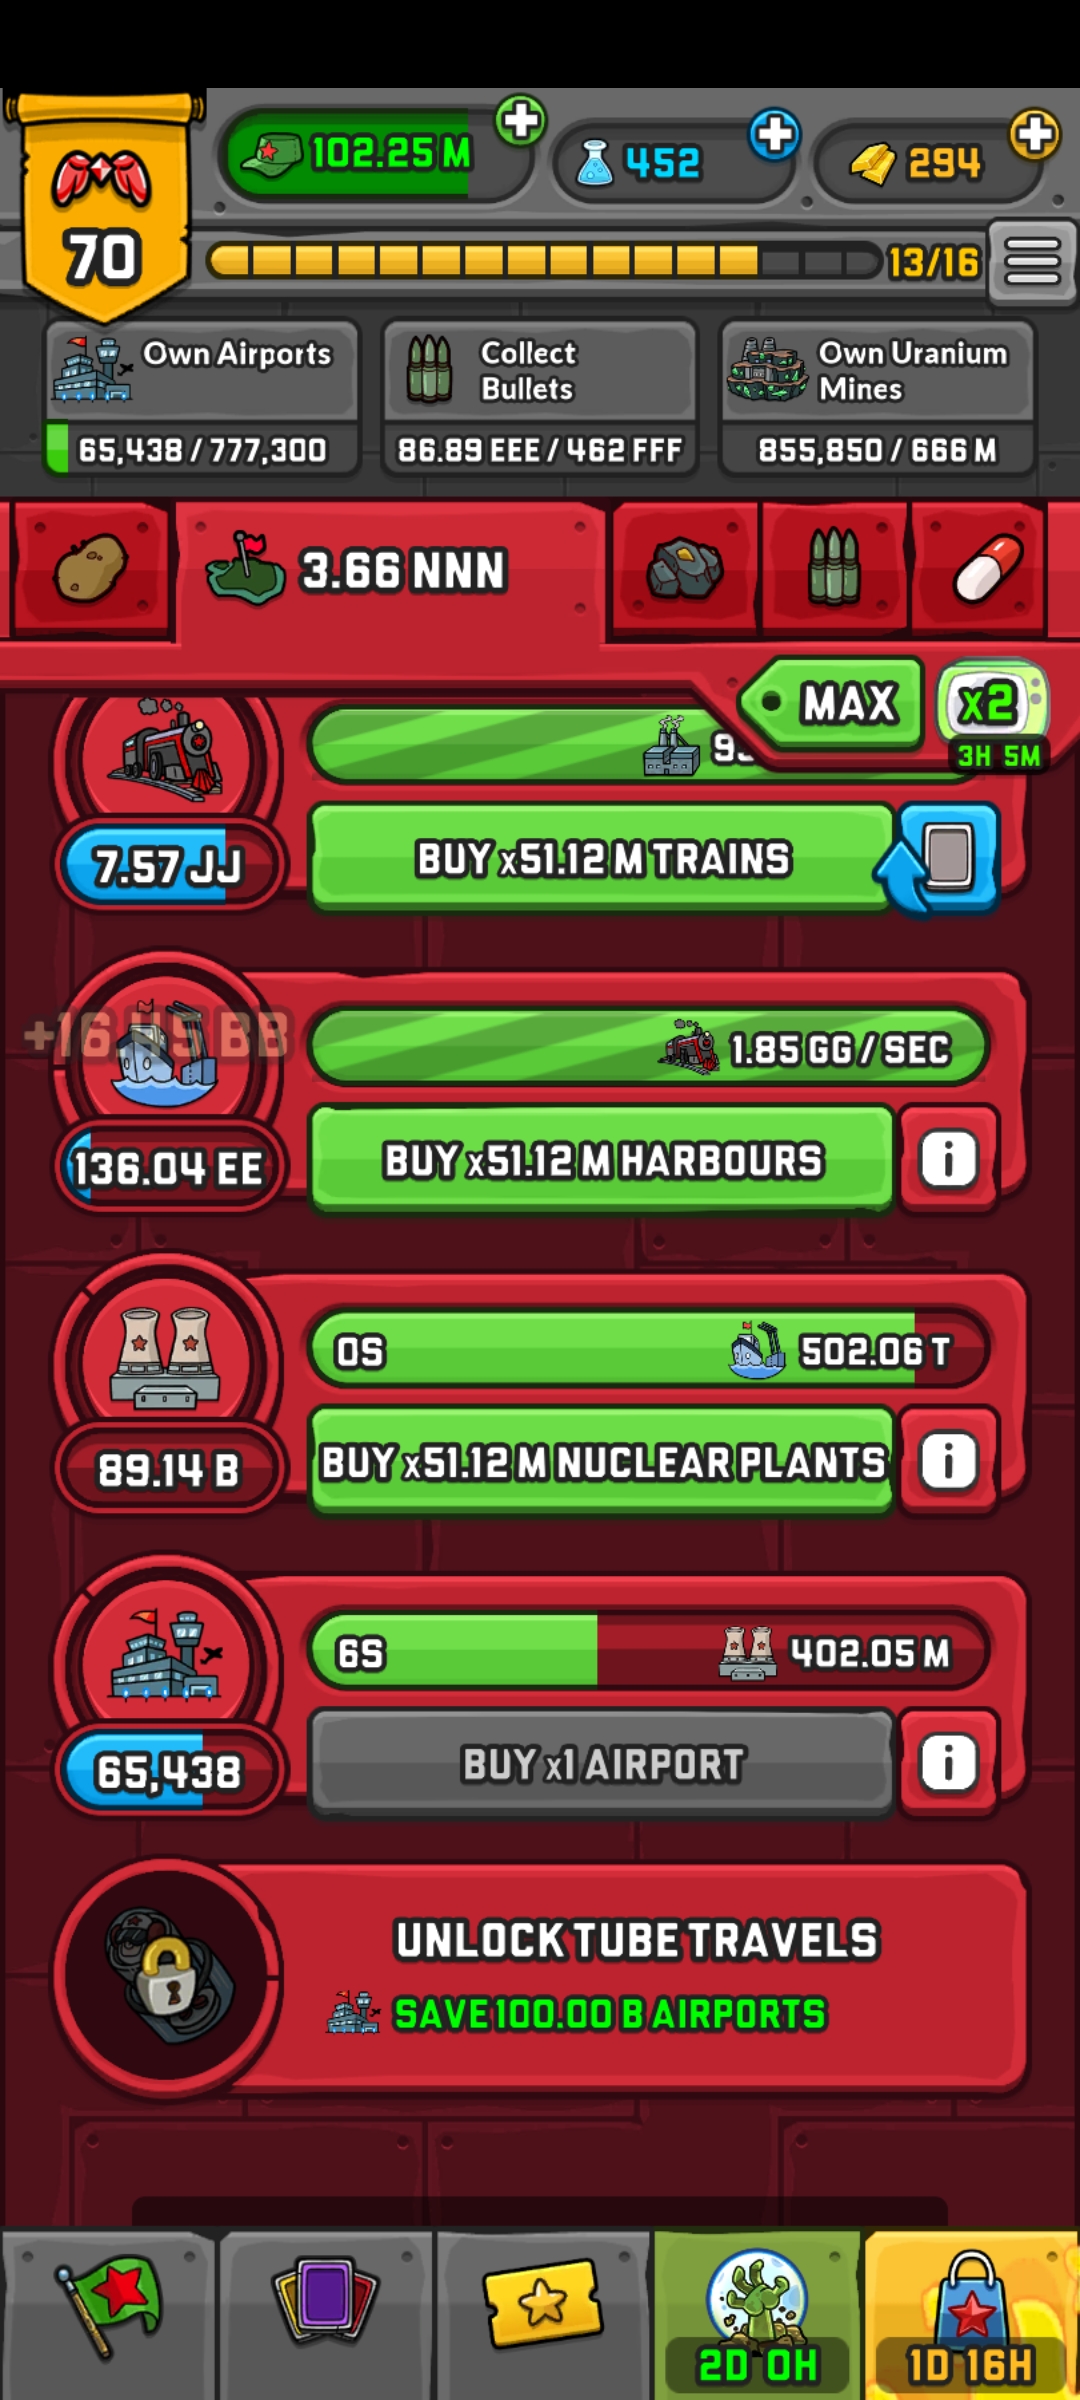 102.25 M
452
294
70
13/16
Own Airports
65,438 / 777,300
Collect
Bullets
86.89 EEE / 462 FFF
Own Uranium
Mines
855,850 / 666 M
3.66 NNN
MAX
x2
3H 5M
7.57 JJ
BUY x51.12 M TRAINS
+16.49 BB
1.85 GG / SEC
136.04 EE
BUY x51.12 M HARBOURS
0S
502.06 T
89.14 B
BUY x51.12 M NUCLEAR PLANTS
6S
402.05 M
65,438
BUY x1 AIRPORT
UNLOCK TUBE TRAVELS
SAVE 100.00 B AIRPORTS
2D 0H
1D 16H